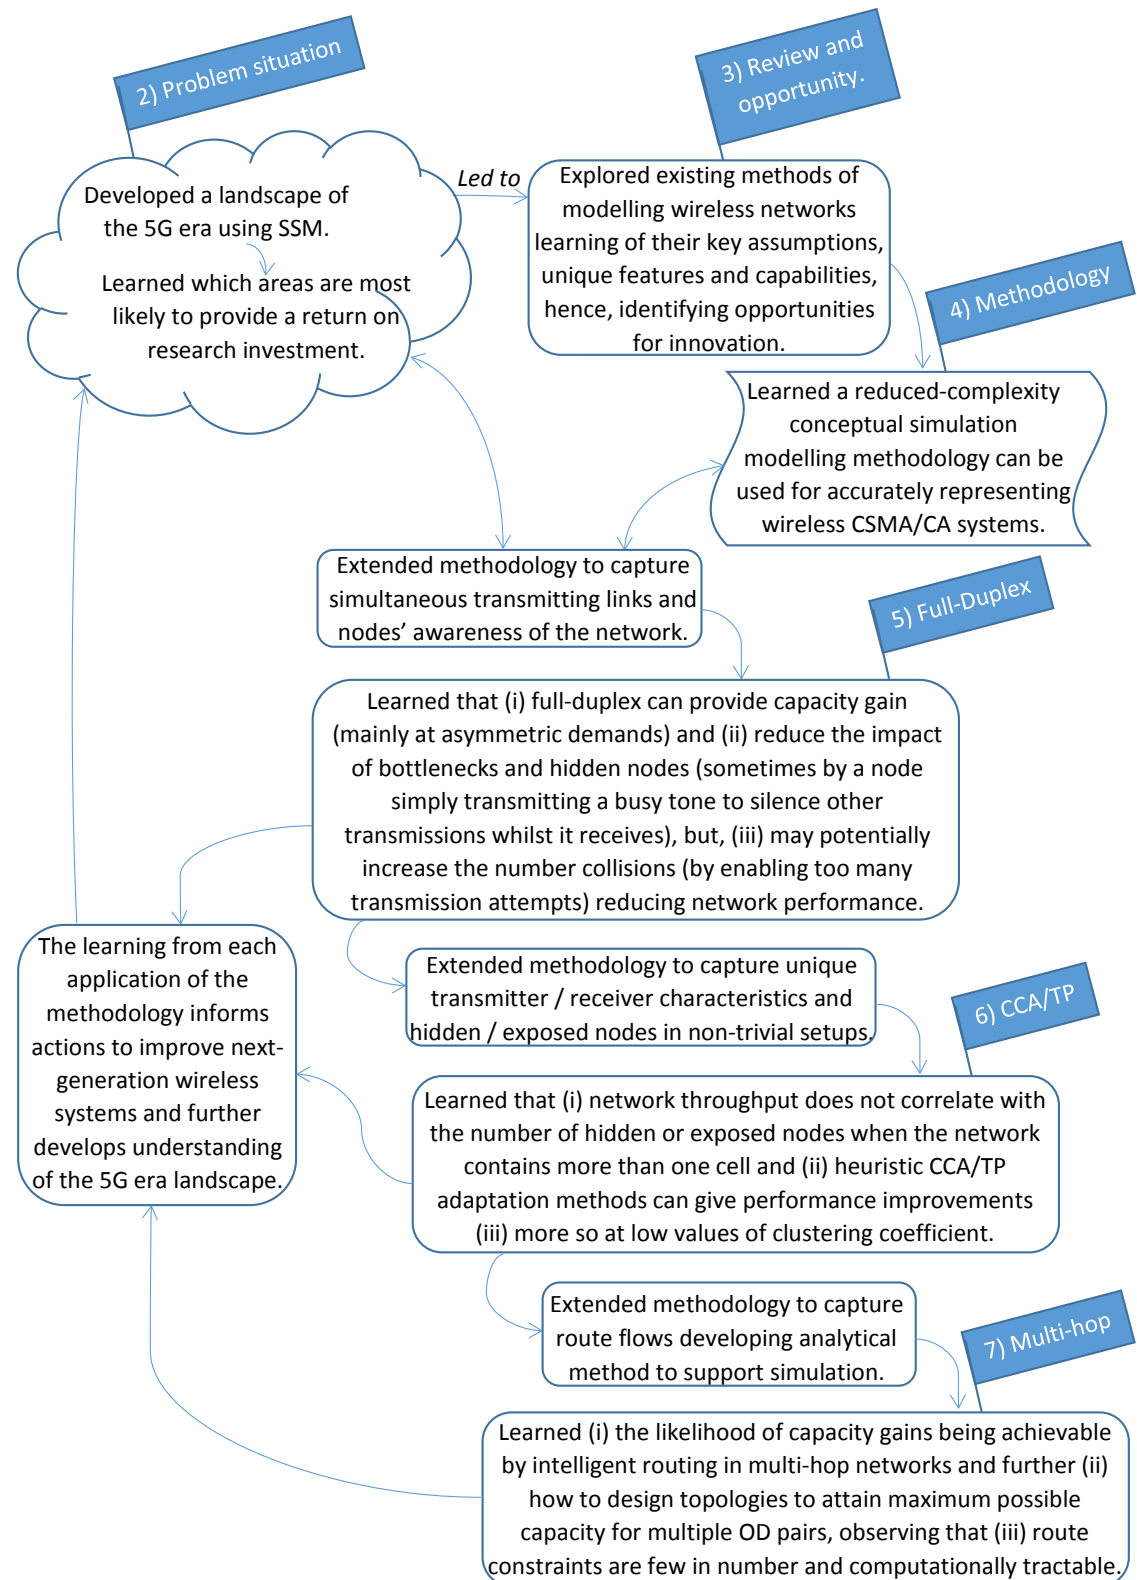 2) Problem situation
Developed a landscape of
the 5G era using SSM.
Learned which areas are most
likely to provide a return on
research investment.
Led to
3) Review and
opportunity.
Explored existing methods of
modelling wireless networks
learning of their key assumptions,
unique features and capabilities,
hence, identifying opportunities
for innovation.
4) Methodology
Learned a reduced-complexity
conceptual simulation
modelling methodology can be
used for accurately representing
wireless CSMA/CA systems.
Extended methodology to capture
simultaneous transmitting links and
nodes’ awareness of the network.
5) Full-Duplex
Learned that (i) full-duplex can provide capacity gain
(mainly at asymmetric demands) and (ii) reduce the impact
of bottlenecks and hidden nodes (sometimes by a node
simply transmitting a busy tone to silence other
transmissions whilst it receives), but, (iii) may potentially
increase the number collisions (by enabling too many
transmission attempts) reducing network performance.
The learning from each
application of the
methodology informs
actions to improve next-
generation wireless
systems and further
develops understanding
of the 5G era landscape.
Extended methodology to capture unique
transmitter / receiver characteristics and
hidden / exposed nodes in non-trivial setups.
6) CCA/TP
Learned that (i) network throughput does not correlate with
the number of hidden or exposed nodes when the network
contains more than one cell and (ii) heuristic CCA/TP
adaptation methods can give performance improvements
(iii) more so at low values of clustering coefficient.
Extended methodology to capture
route flows developing analytical
method to support simulation.
7) Multi-hop
Learned (i) the likelihood of capacity gains being achievable
by intelligent routing in multi-hop networks and further (ii)
how to design topologies to attain maximum possible
capacity for multiple OD pairs, observing that (iii) route
constraints are few in number and computationally tractable.